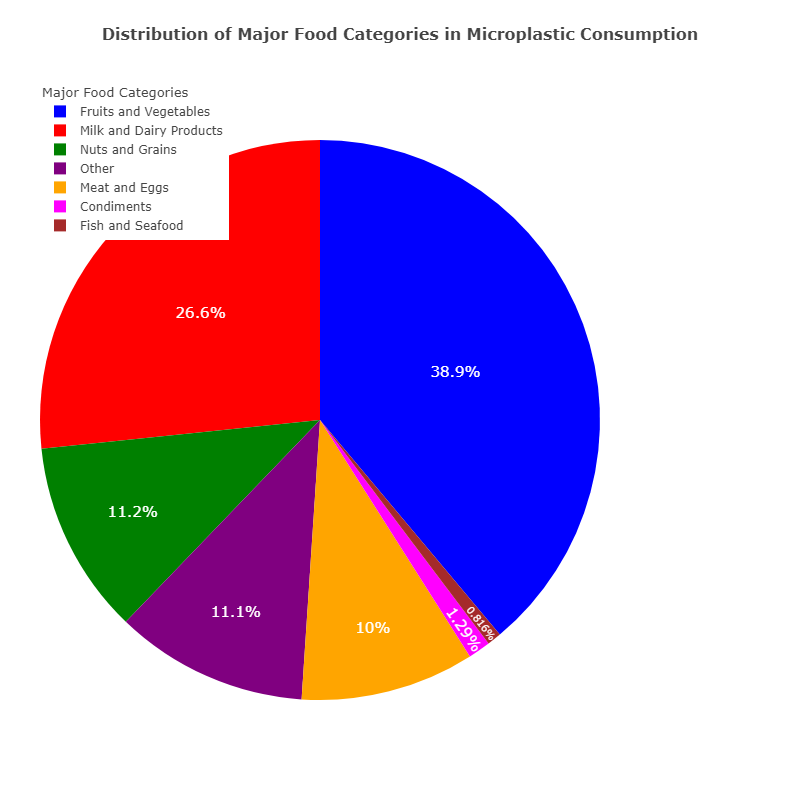 Distribution of Major Food Categories in Microplastic Consumption
Major Food Categories
Fruits and Vegetables
Milk and Dairy Products
Nuts and Grains
Other
Meat and Eggs
Condiments
Fish and Seafood
26.6%
38.9%
11.2%
11.1%
10%
1.29%
0.816%